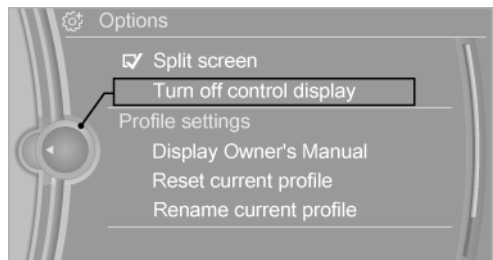 Options
Split screen
Turn off control display
Profile settings
Display Owner's Manual
Reset current profile
Rename current profile